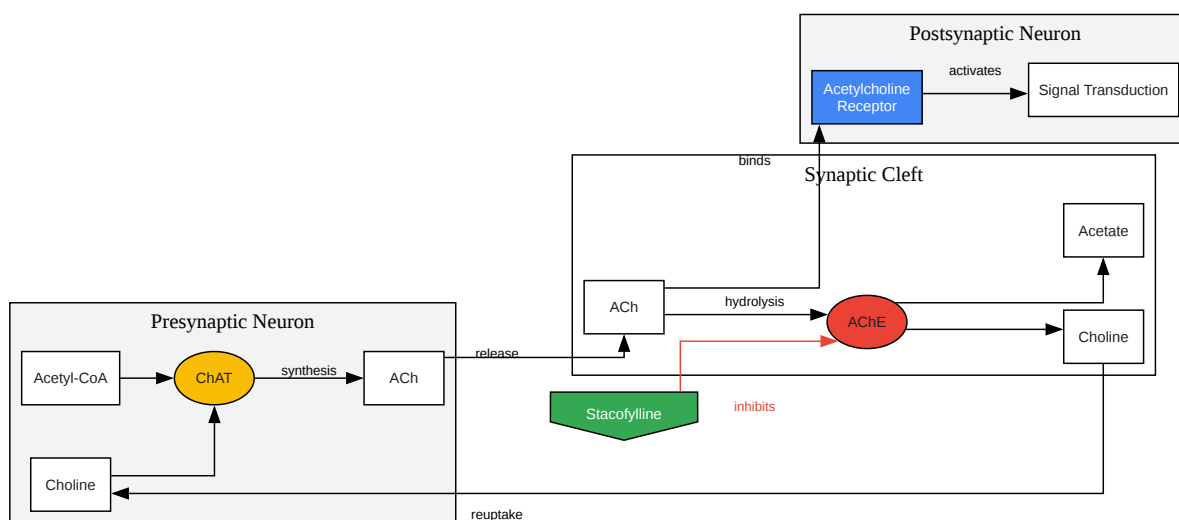 Postsynaptic Neuron
Acetylcholine
Receptor
activates
Signal Transduction
binds
Synaptic Cleft
Acetate
ACh
hydrolysis
AChE
Choline
Presynaptic Neuron
Acetyl-CoA
ChAT
synthesis
ACh
release
Stacofylline
inhibits
Choline
reuptake